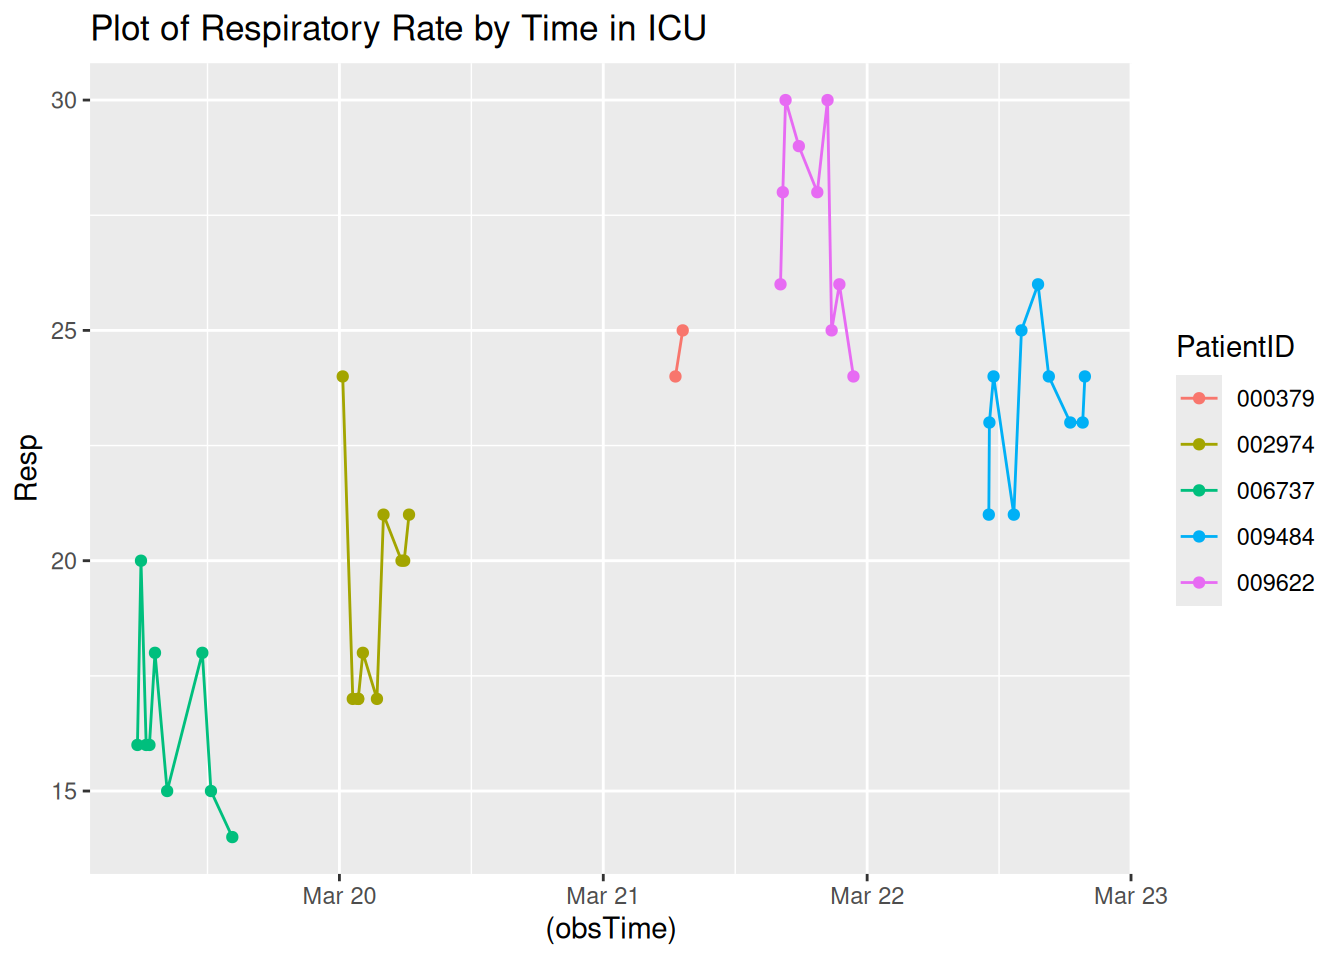 Plot of Respiratory Rate by Time in ICU
30
25
20
15
Resp
Mar 20
Mar 21
Mar 22
Mar 23
(obsTime)
PatientID
000379
002974
006737
009484
009622